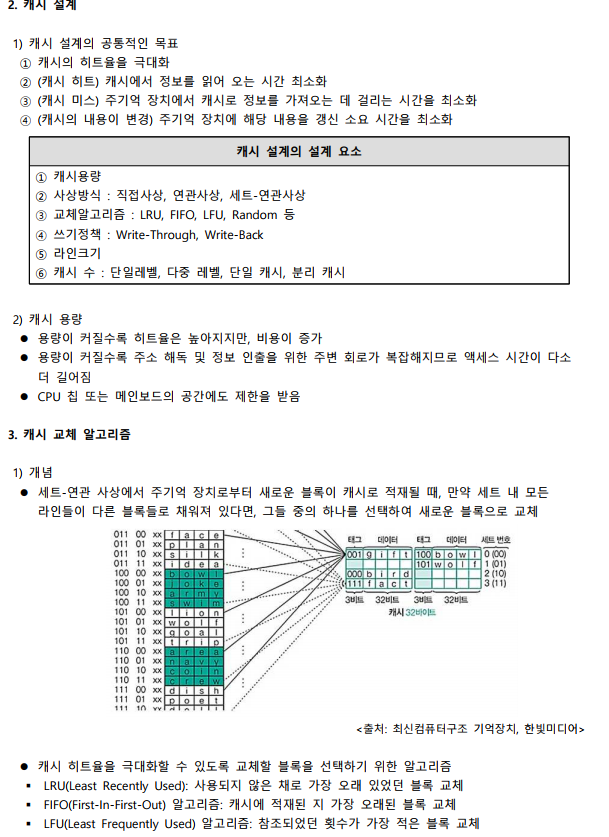 2. 캐시 설계
1) 캐시 설계의 공통적인 목표
① 캐시의 히트율을 극대화
② (캐시 히트) 캐시에서 정보를 읽어 오는 시간 최소화
③ (캐시 미스) 주기억 장치에서 캐시로 정보를 가져오는 데 걸리는 시간을 최소화
④ (캐시의 내용이 변경) 주기억 장치에 해당 내용을 갱신 소요 시간을 최소화
캐시 설계의 설계 요소
① 캐시용량
② 사상방식 : 직접사상, 연관사상, 세트-연관사상
③ 교체알고리즘 : LRU, FIFO, LFU, Random 등
④ 쓰기정책 : Write-Through, Write-Back
⑤ 라인크기
⑥ 캐시 수 : 단일레벨, 다중 레벨, 단일 캐시, 분리 캐시
2) 캐시 용량
● 용량이 커질수록 히트율은 높아지지만, 비용이 증가
● 용량이 커질수록 주소 해독 및 정보 인출을 위한 주변 회로가 복잡해지므로 액세스 시간이 다소
더 길어짐
● CPU 칩 또는 메인보드의 공간에도 제한을 받음
3. 캐시 교체 알고리즘
1) 개념
● 세트-연관 사상에서 주기억 장치로부터 새로운 블록이 캐시로 적재될 때, 만약 세트 내 모든
라인들이 다른 블록들로 채워져 있다면, 그들 중의 하나를 선택하여 새로운 블록으로 교체
011 00 xx f a c e
011 01 xx p l a n
011 10 xx s i l k
011 11 xx i d e a
100 00 xx b o w l
100 01 xx j o k e
100 10 xx a r m y
100 11 xx s w i m
101 00 xx l i o n
101 01 xx w o l f
101 10 xx g o a l
101 11 xx t r i p
110 00 xx a r e a
110 01 xx n a v y
110 10 xx c o i n
110 11 xx c r e w
111 00 xx d i s h
111 01 xx p o e t
111 10 xx
태그 데이터 태그 데이터 세트 번호
001 g i f t 100 b o w l 0 (00)
101 w o l f 1 (01)
000 b i r d 2 (10)
111 f a c t 3 (11)
3비트 32비트 3비트 32비트
캐시 32바이트
<출처: 최신컴퓨터구조 기억장치, 한빛미디어>
● 캐시 히트율을 극대화할 수 있도록 교체할 블록을 선택하기 위한 알고리즘
▪ LRU(Least Recently Used): 사용되지 않은 채로 가장 오래 있었던 블록 교체
▪ FIFO(First-In-First-Out) 알고리즘: 캐시에 적재된 지 가장 오래된 블록 교체
▪ LFU(Least Frequently Used) 알고리즘: 참조되었던 횟수가 가장 적은 블록 교체